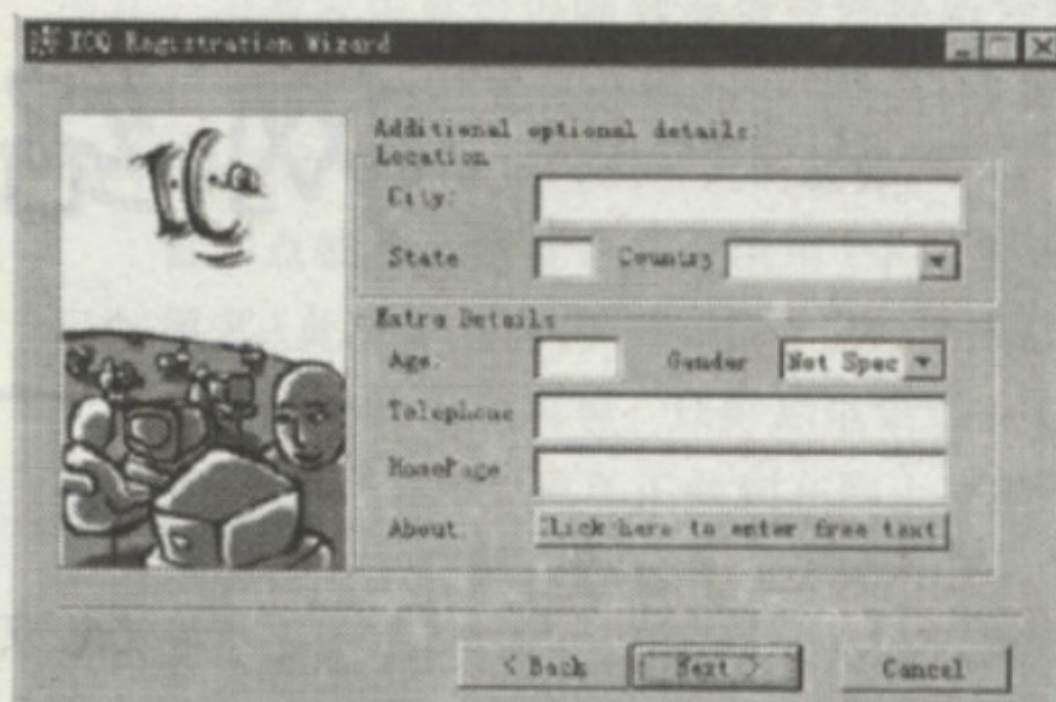 ICQ Registration Wizard
ICQ
Additional optional details:
Location
City:
State Country
Extra Details
Age: Gender Not Spec
Telephone
HomePage
About: Click here to enter free text
< Back Next > Cancel